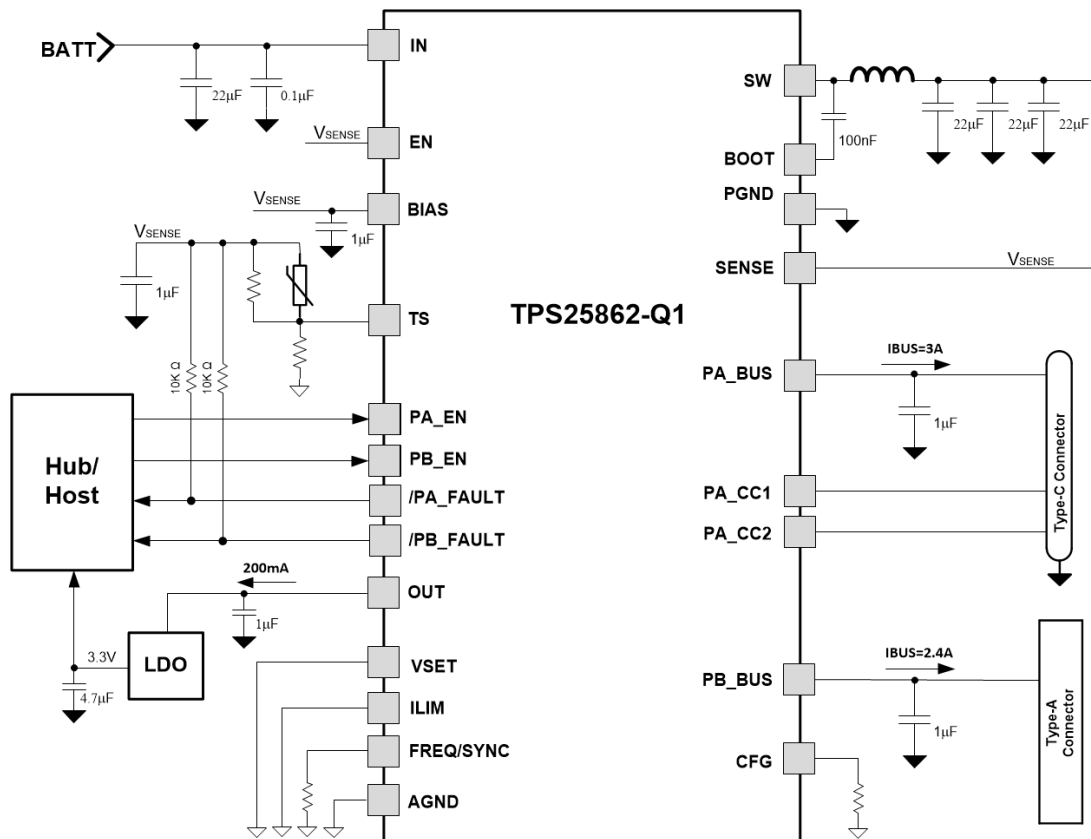 BATT
IN
22µF
0.1µF
VSENSE
EN
VSENSE
BIAS
1µF
VSENSE
1µF
TS
10K Ω
10K Ω
Hub/
Host
PA_EN
PB_EN
/PA_FAULT
/PB_FAULT
200mA
OUT
1µF
3.3V
LDO
4.7µF
VSET
ILIM
FREQ/SYNC
AGND
TPS25862-Q1
SW
100nF
22µF
22µF
22µF
BOOT
PGND
SENSE
VSENSE
IBUS=3A
PA_BUS
1µF
PA_CC1
PA_CC2
Type-C Connector
IBUS=2.4A
PB_BUS
1µF
Type-A
Connector
CFG